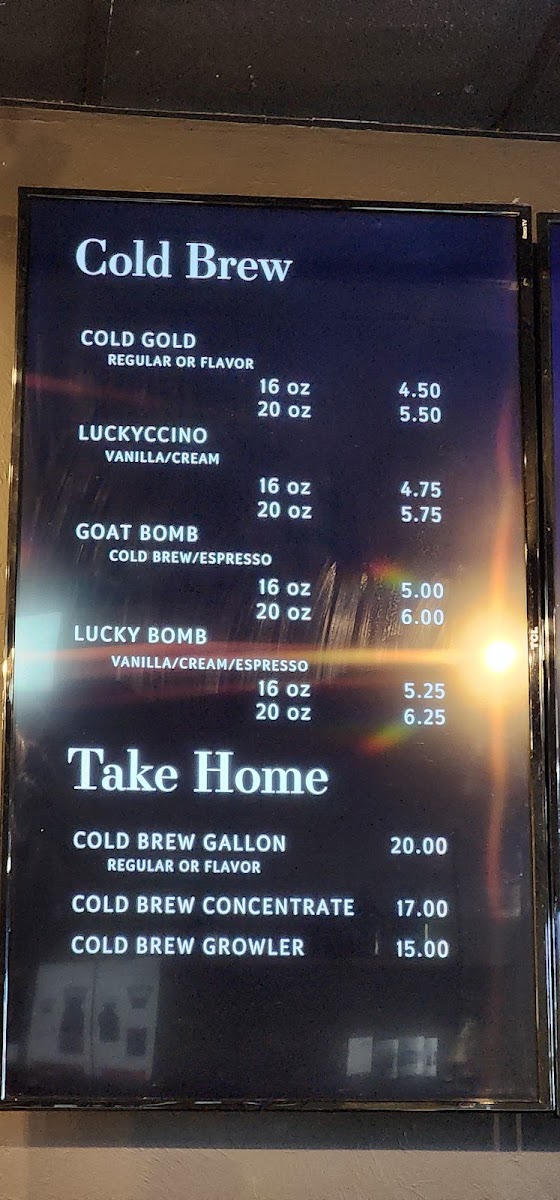 Cold Brew
COLD GOLD
REGULAR OR FLAVOR
16 oz 4.50
20 oz 5.50
LUCKYCCINO
VANILLA/CREAM
16 oz 4.75
20 oz 5.75
GOAT BOMB
COLD BREW/ESPRESSO
16 oz 5.00
20 oz 6.00
LUCKY BOMB
VANILLA/CREAM/ESPRESSO
16 oz 5.25
20 oz 6.25
Take Home
COLD BREW GALLON 20.00
REGULAR OR FLAVOR
COLD BREW CONCENTRATE 17.00
COLD BREW GROWLER 15.00
TCL